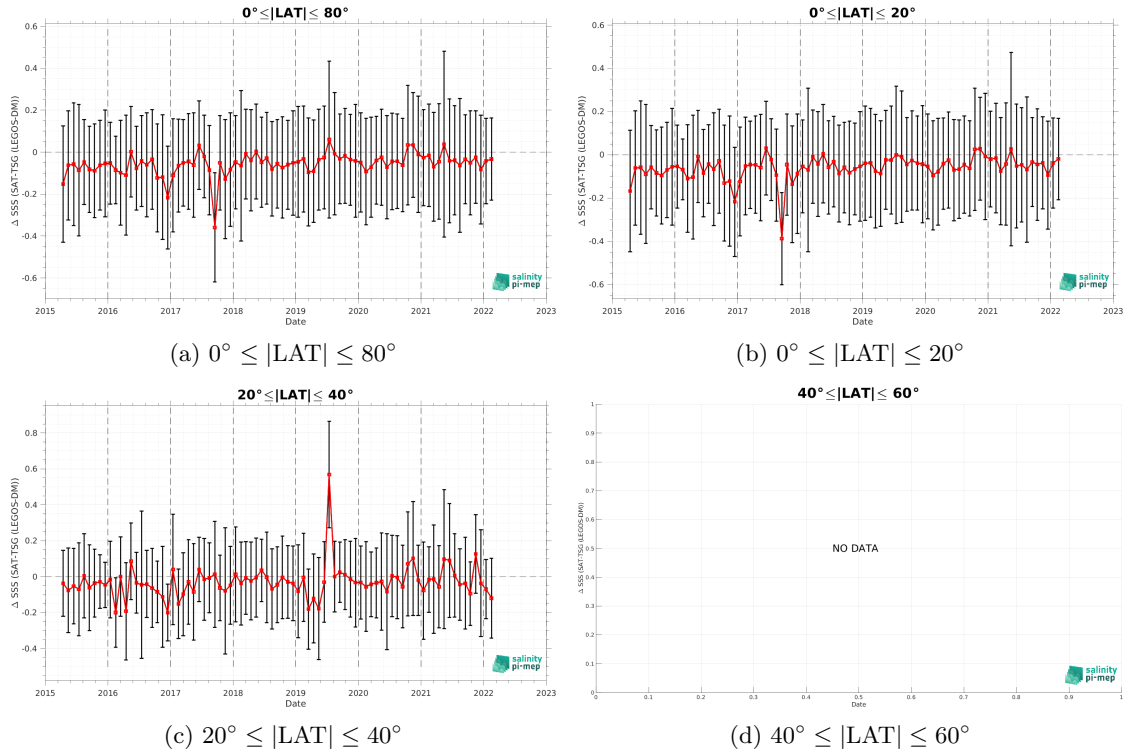 0°≤|LAT|≤ 80°
Δ SSS (SAT-TSG (LEGOS-DM))
0.6
0.4
0.2
0
-0.2
-0.4
-0.6
2015 2016 2017 2018 2019 2020 2021 2022 2023
Date
salinity
pi-mep
(a) 0° ≤ |LAT| ≤ 80°
0°≤|LAT|≤ 20°
Δ SSS (SAT-TSG (LEGOS-DM))
0.6
0.4
0.2
0
-0.2
-0.4
-0.6
2015 2016 2017 2018 2019 2020 2021 2022 2023
Date
salinity
pi-mep
(b) 0° ≤ |LAT| ≤ 20°
20°≤|LAT|≤ 40°
Δ SSS (SAT-TSG (LEGOS-DM))
0.8
0.6
0.4
0.2
0
-0.2
-0.4
2015 2016 2017 2018 2019 2020 2021 2022 2023
Date
salinity
pi-mep
(c) 20° ≤ |LAT| ≤ 40°
40°≤|LAT|≤ 60°
Δ SSS (SAT-TSG (LEGOS-DM))
1
0.9
0.8
0.7
0.6
0.5
0.4
0.3
0.2
0.1
0
NO DATA
0 0.1 0.2 0.3 0.4 0.5 0.6 0.7 0.8 0.9 1
Date
salinity
pi-mep
(d) 40° ≤ |LAT| ≤ 60°